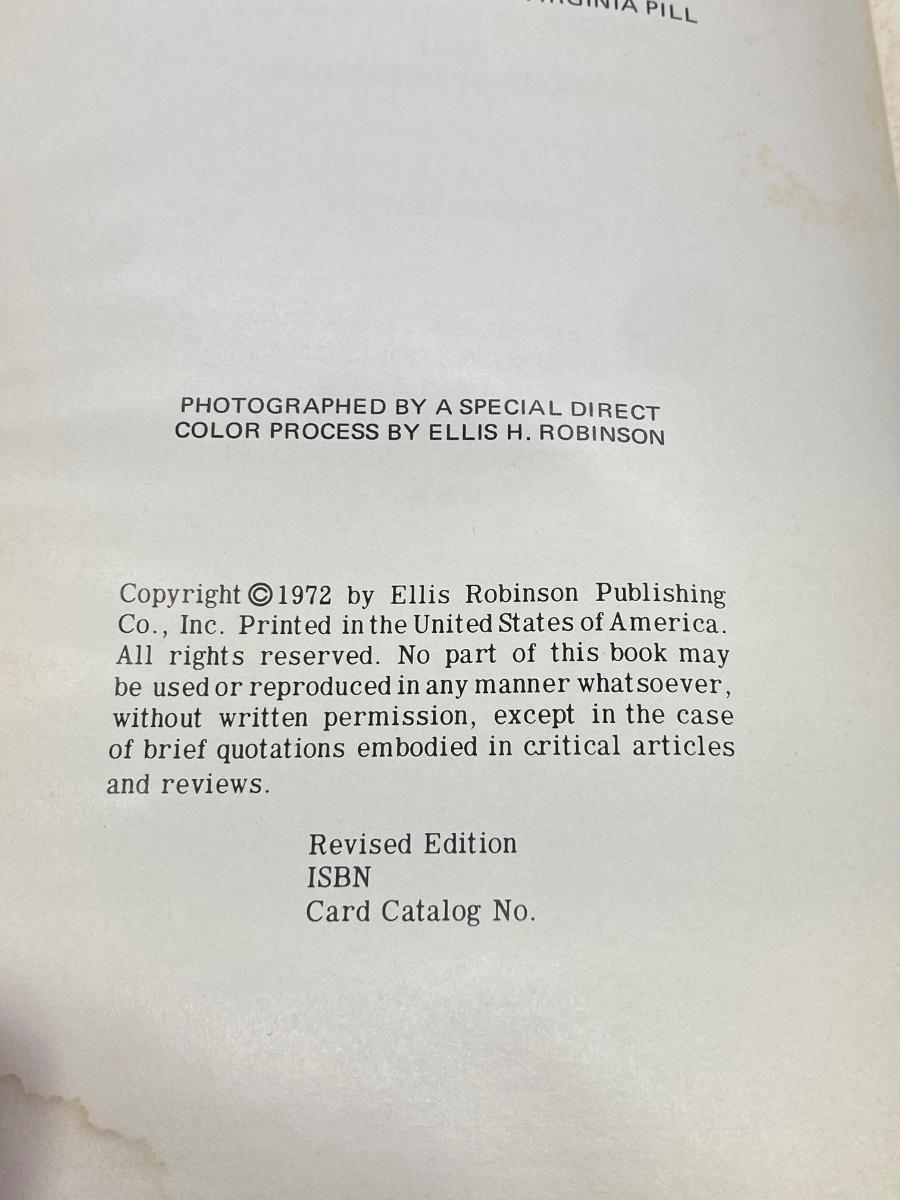 PILL
PHOTOGRAPHED BY A SPECIAL DIRECT
COLOR PROCESS BY ELLIS H. ROBINSON
Copyright ©1972 by Ellis Robinson Publishing
Co., Inc. Printed in the United States of America.
All rights reserved. No part of this book may
be used or reproduced in any manner whatsoever,
without written permission, except in the case
of brief quotations embodied in critical articles
and reviews.
Revised Edition
ISBN
Card Catalog No.